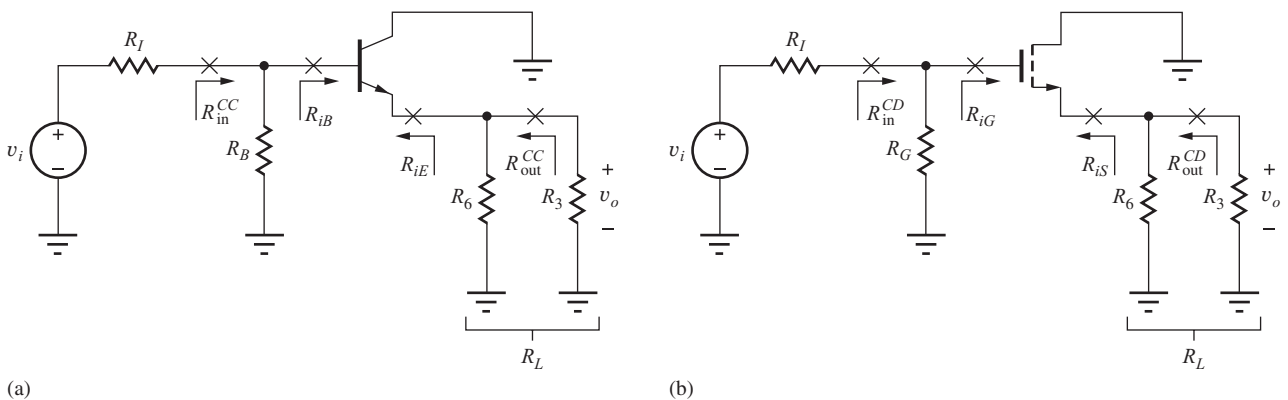 R_I
R_in^CC
R_iB
v_i
+
−
R_B
R_iE
R_out^CC
R_6
R_3
+
v_o
−
R_L
(a)
R_I
R_in^CD
R_iG
v_i
+
−
R_G
R_iS
R_out^CD
R_6
R_3
+
v_o
−
R_L
(b)